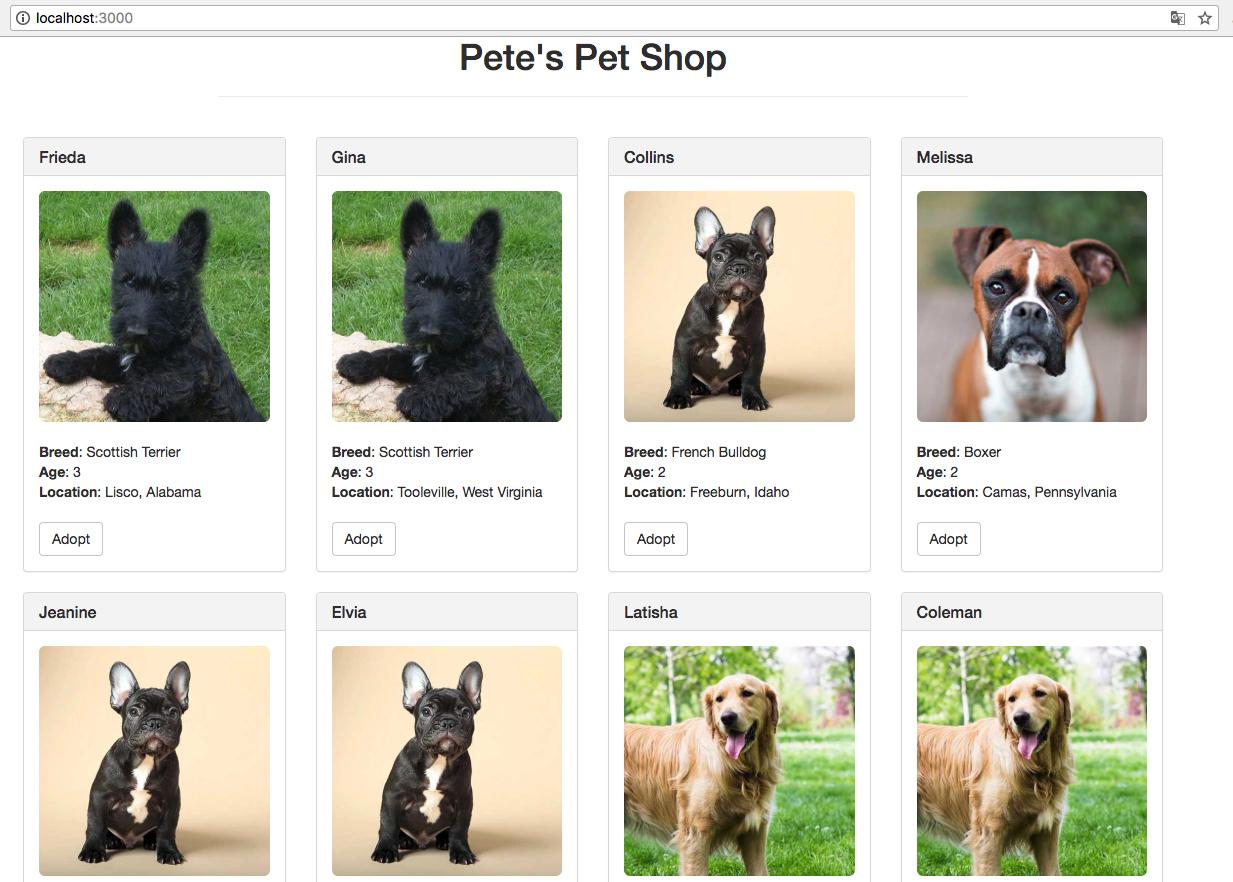 localhost:3000
Pete's Pet Shop
Frieda
Gina
Collins
Melissa
Breed: Scottish Terrier
Age: 3
Location: Lisco, Alabama
Adopt
Breed: Scottish Terrier
Age: 3
Location: Tooleville, West Virginia
Adopt
Breed: French Bulldog
Age: 2
Location: Freeburn, Idaho
Adopt
Breed: Boxer
Age: 2
Location: Camas, Pennsylvania
Adopt
Jeanine
Elvia
Latisha
Coleman